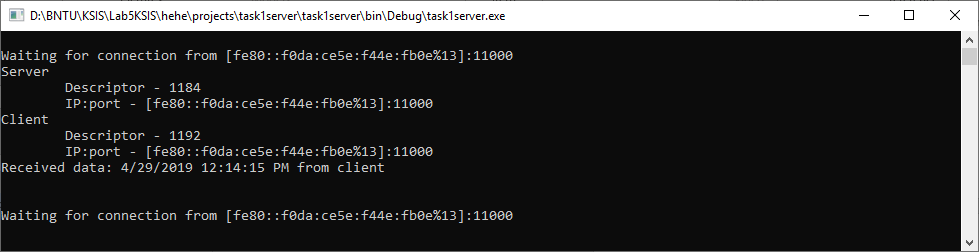 D:\BNTU\KSIS\Lab5KSIS\hehe\projects\task1server\task1server\bin\Debug\task1server.exe
Waiting for connection from [fe80::f0da:ce5e:f44e:fb0e%13]:11000
Server
Descriptor - 1184
IP:port - [fe80::f0da:ce5e:f44e:fb0e%13]:11000
Client
Descriptor - 1192
IP:port - [fe80::f0da:ce5e:f44e:fb0e%13]:11000
Received data: 4/29/2019 12:14:15 PM from client
Waiting for connection from [fe80::f0da:ce5e:f44e:fb0e%13]:11000